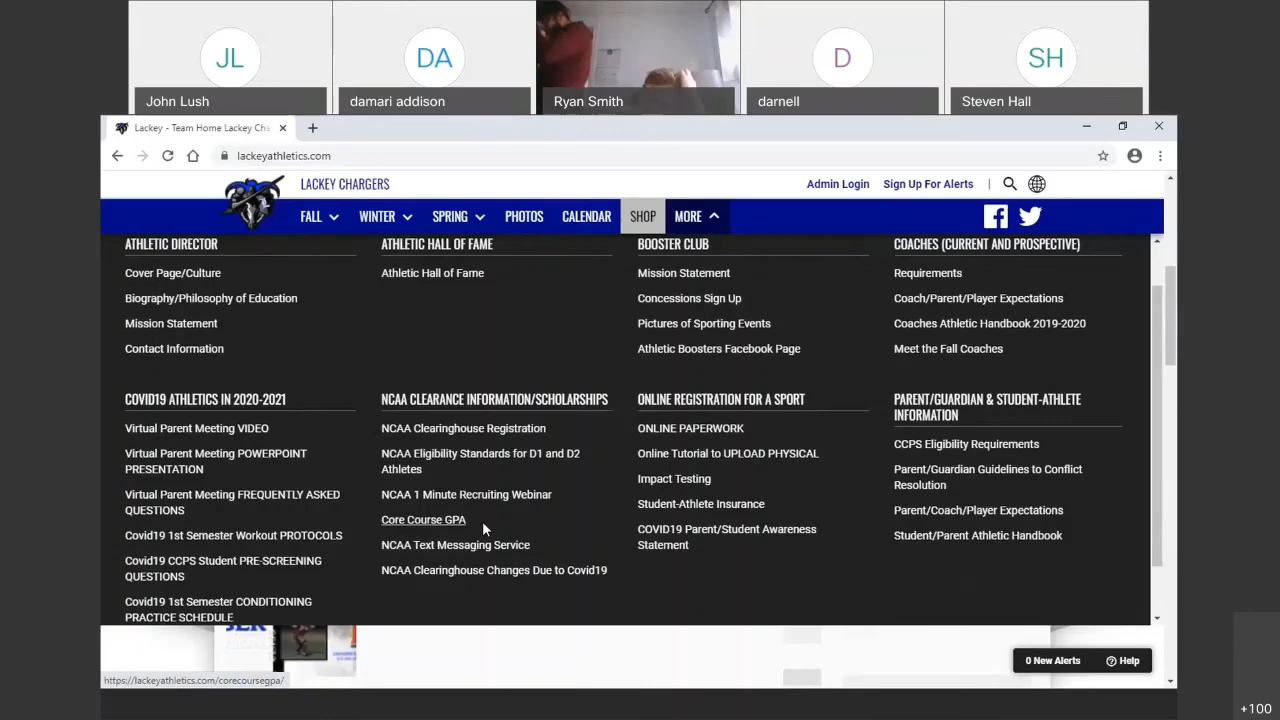 JL
DA
D
SH
John Lush
damari addison
Ryan Smith
darnell
Steven Hall
Lackey - Team Home Lackey Cha
lackeyathletics.com
LACKEY CHARGERS
Admin Login
Sign Up For Alerts
FALL
WINTER
SPRING
PHOTOS
CALENDAR
SHOP
MORE
ATHLETIC DIRECTOR
Cover Page/Culture
Biography/Philosophy of Education
Mission Statement
Contact Information
ATHLETIC HALL OF FAME
Athletic Hall of Fame
BOOSTER CLUB
Mission Statement
Concessions Sign Up
Pictures of Sporting Events
Athletic Boosters Facebook Page
COACHES (CURRENT AND PROSPECTIVE)
Requirements
Coach/Parent/Player Expectations
Coaches Athletic Handbook 2019-2020
Meet the Fall Coaches
COVID19 ATHLETICS IN 2020-2021
Virtual Parent Meeting VIDEO
Virtual Parent Meeting POWERPOINT
PRESENTATION
Virtual Parent Meeting FREQUENTLY ASKED
QUESTIONS
Covid19 1st Semester Workout PROTOCOLS
Covid19 CCPS Student PRE-SCREENING
QUESTIONS
Covid19 1st Semester CONDITIONING
PRACTICE SCHEDULE
NCAA CLEARANCE INFORMATION/SCHOLARSHIPS
NCAA Clearinghouse Registration
NCAA Eligibility Standards for D1 and D2
Athletes
NCAA 1 Minute Recruiting Webinar
Core Course GPA
NCAA Text Messaging Service
NCAA Clearinghouse Changes Due to Covid19
ONLINE REGISTRATION FOR A SPORT
ONLINE PAPERWORK
Online Tutorial to UPLOAD PHYSICAL
Impact Testing
Student-Athlete Insurance
COVID19 Parent/Student Awareness
Statement
PARENT/GUARDIAN & STUDENT-ATHLETE
INFORMATION
CCPS Eligibility Requirements
Parent/Guardian Guidelines to Conflict
Resolution
Parent/Coach/Player Expectations
Student/Parent Athletic Handbook
0 New Alerts
Help
https://lackeyathletics.com/corecoursegpa/
+100